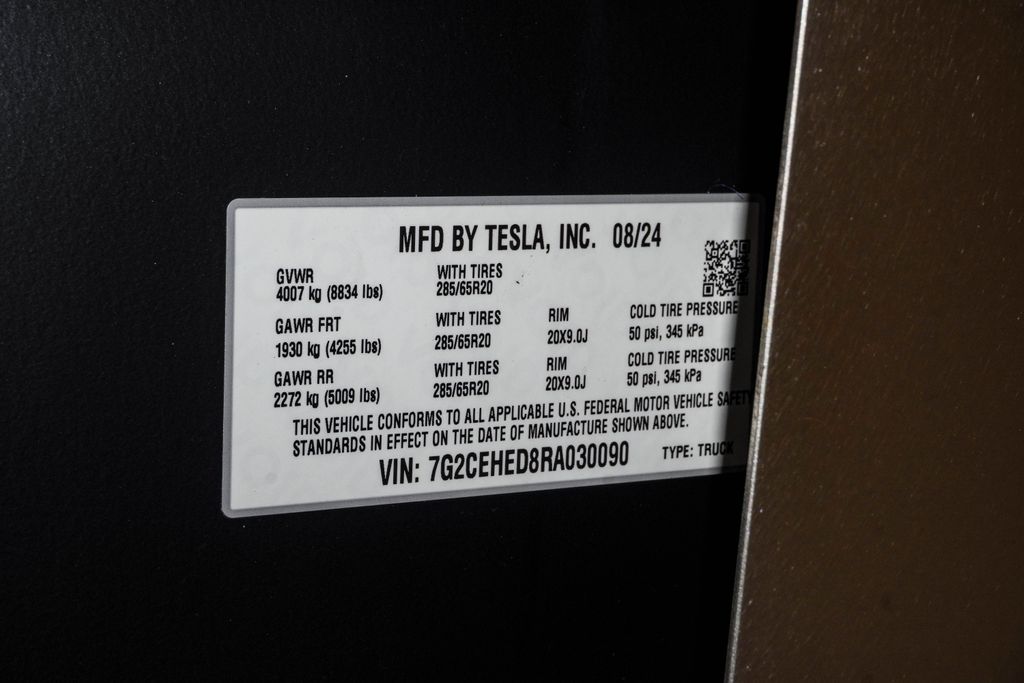 MFD BY TESLA, INC. 08/24
GVWR WITH TIRES
4007 kg (8834 lbs) 285/65R20
GAWR FRT WITH TIRES RIM COLD TIRE PRESSURE
1930 kg (4255 lbs) 285/65R20 20X9.0J 50 psi, 345 kPa
GAWR RR WITH TIRES RIM COLD TIRE PRESSURE
2272 kg (5009 lbs) 285/65R20 20X9.0J 50 psi, 345 kPa
THIS VEHICLE CONFORMS TO ALL APPLICABLE U.S. FEDERAL MOTOR VEHICLE SAFETY
STANDARDS IN EFFECT ON THE DATE OF MANUFACTURE SHOWN ABOVE.
VIN: 7G2CEHED8RA030090 TYPE: TRUCK